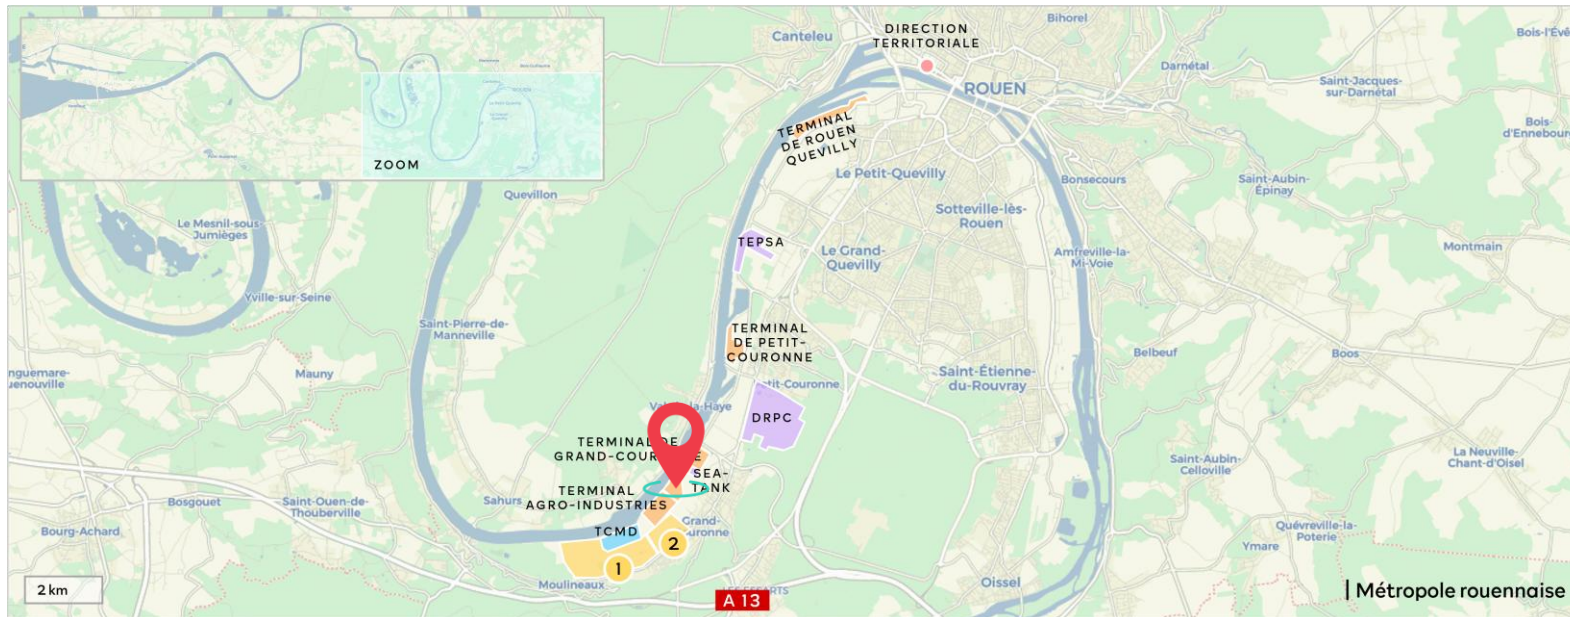 ZOOM
2 km
DIRECTION
TERRITORIALE
Bihorel
Canteleu
ROUEN
Darnétal
Saint-Jacques-
sur-Darnétal
Bois-l'Évê
Bois-
d'Ennebour
TERMINAL
DE ROUEN
QUEVILLY
Le Petit-Quevilly
Bonsecours
Saint-Aubin-
Épinay
Quevillon
Le Mesnil-sous
Jumièges
Sotteville-lès-
Rouen
TEPSA
Le Grand-
Quevilly
Amfreville-la-
Mi-Voie
Montmain
Yville-sur-Seine
Saint-Pierre-de-
Manneville
TERMINAL
DE PETIT-
COURONNE
Belbeuf
Boos
Mauny
Saint-Étienne-
du-Rouvray
DRPC
TERMINAL DE
SEA-
TANK
TERMINAL
AGRO-INDUSTRIES
Saint-Aubin-
Celloville
La Neuville-
Chant-d'Oisel
Bosgouet
Saint-Ouen-de-
Thouberville
Sahurs
Bourg-Achard
TCMD
Grand-
2
1
Moulineaux
Quévreville-la-
Poterie
Ymare
Oissel
A 13
| Métropole rouennaise